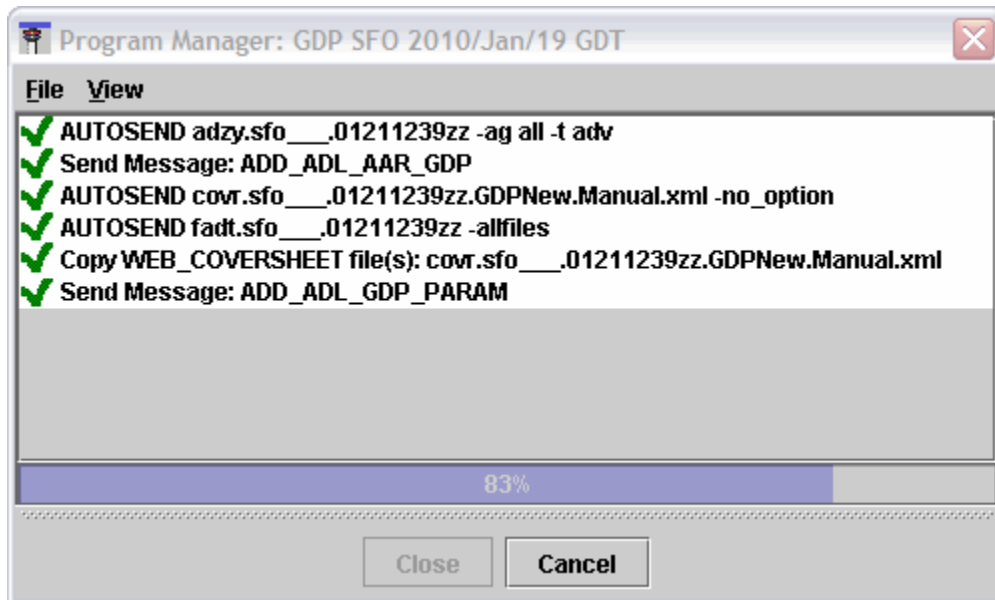 Program Manager: GDP SFO 2010/Jan/19 GDT
File View
AUTOSEND adzy.sfo___.01211239zz -ag all -t adv
Send Message: ADD_ADL_AAR_GDP
AUTOSEND covr.sfo___.01211239zz.GDPNew.Manual.xml -no_option
AUTOSEND fadt.sfo___.01211239zz -allfiles
Copy WEB_COVERSHEET file(s): covr.sfo___.01211239zz.GDPNew.Manual.xml
Send Message: ADD_ADL_GDP_PARAM
83%
Close Cancel